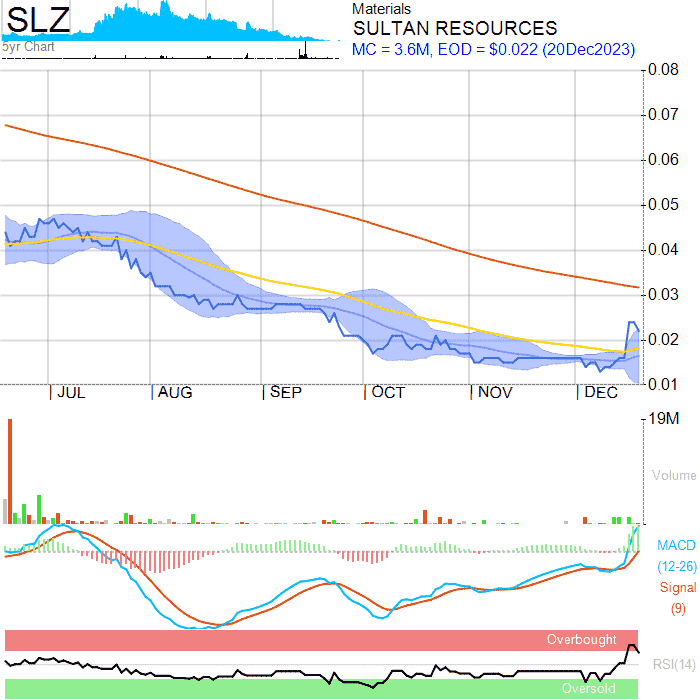 SLZ
5yr Chart
Materials
SULTAN RESOURCES
MC = 3.6M, EOD = $0.022 (20Dec2023)
0.08
0.07
0.06
0.05
0.04
0.03
0.02
0.01
JUL AUG SEP OCT NOV DEC
19M
Volume
MACD
(12-26)
Signal
(9)
Overbought
RSI(14)
Oversold